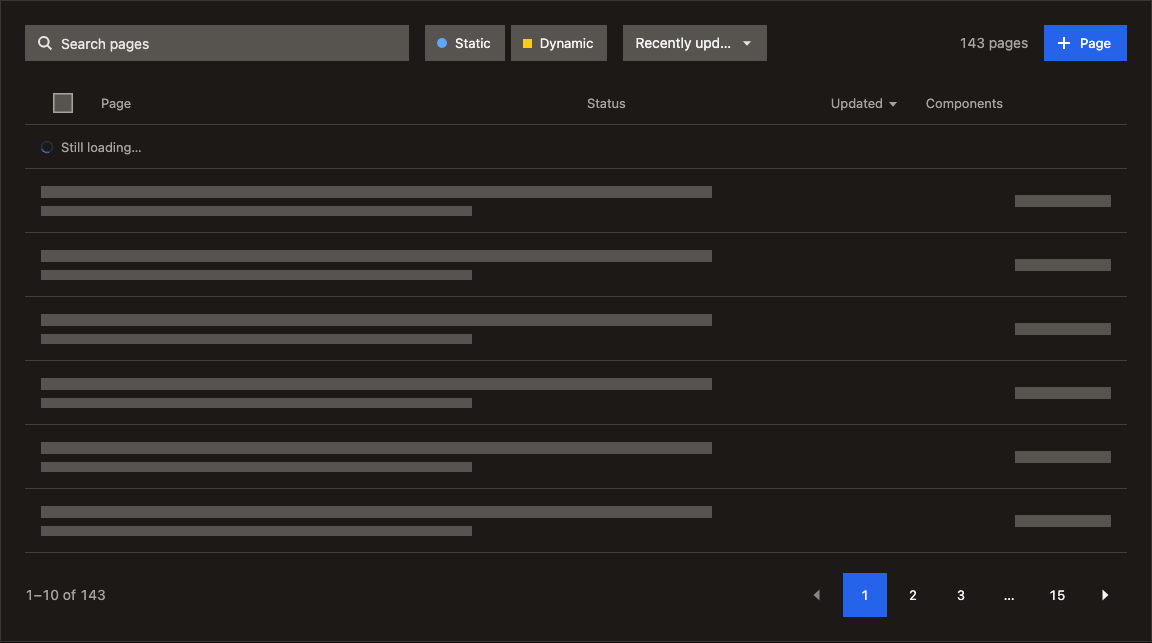 Search pages
Static
Dynamic
Recently upd...
143 pages
+ Page
Page
Status
Updated
Components
Still loading...
1–10 of 143
1
2
3
...
15